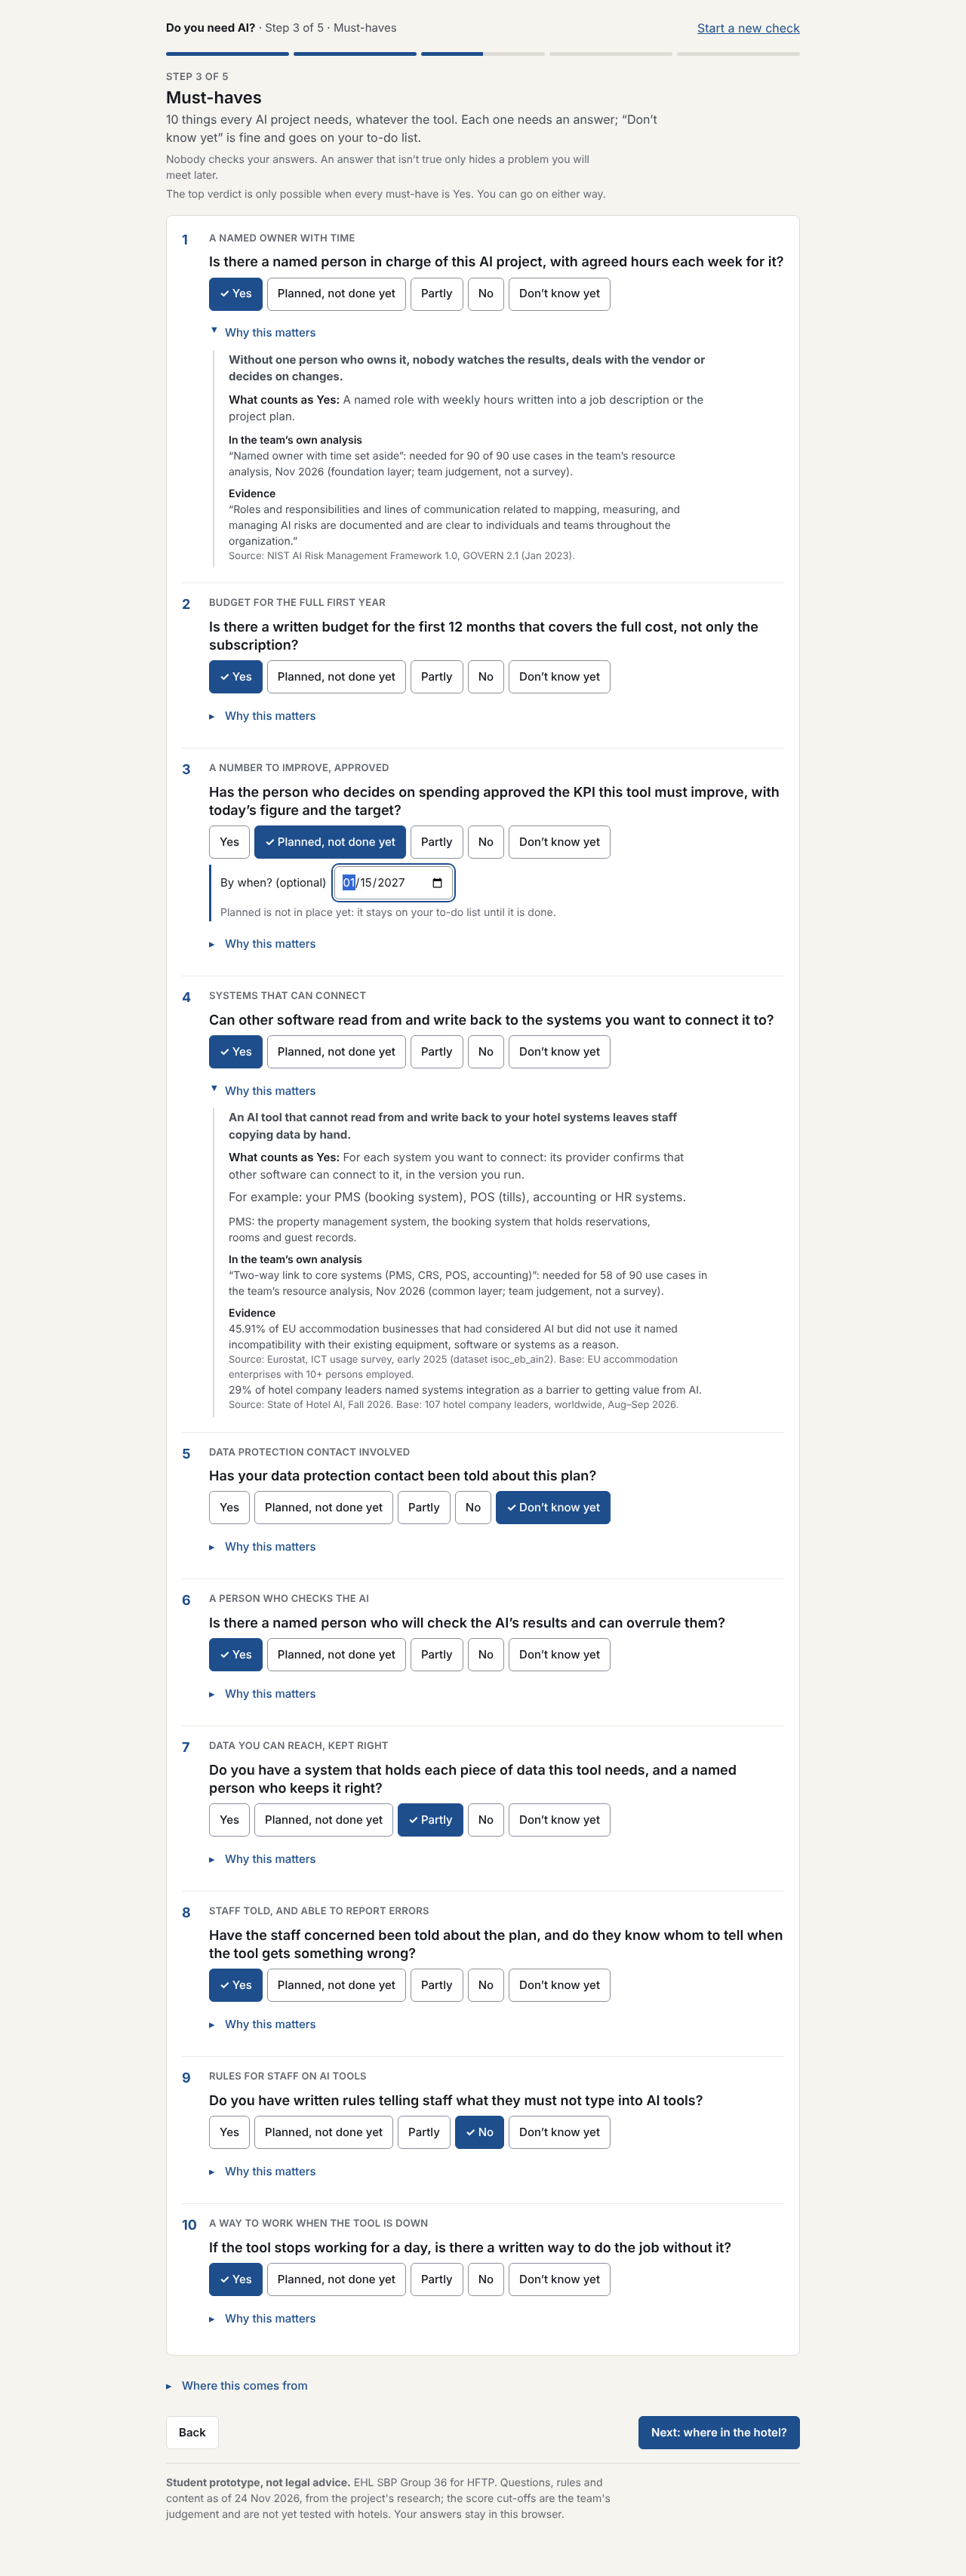 Do you need AI? · Step 3 of 5 · Must-haves
Start a new check
STEP 3 OF 5
Must-haves
10 things every AI project needs, whatever the tool. Each one needs an answer; “Don’t
know yet” is fine and goes on your to-do list.
Nobody checks your answers. An answer that isn’t true only hides a problem you will
meet later.
The top verdict is only possible when every must-have is Yes. You can go on either way.
1 A NAMED OWNER WITH TIME
Is there a named person in charge of this AI project, with agreed hours each week for it?
✓ Yes Planned, not done yet Partly No Don’t know yet
▾ Why this matters
Without one person who owns it, nobody watches the results, deals with the vendor or
decides on changes.
What counts as Yes: A named role with weekly hours written into a job description or the
project plan.
In the team’s own analysis
“Named owner with time set aside”: needed for 90 of 90 use cases in the team’s resource
analysis, Nov 2026 (foundation layer; team judgement, not a survey).
Evidence
“Roles and responsibilities and lines of communication related to mapping, measuring, and
managing AI risks are documented and are clear to individuals and teams throughout the
organization.”
Source: NIST AI Risk Management Framework 1.0, GOVERN 2.1 (Jan 2023).
2 BUDGET FOR THE FULL FIRST YEAR
Is there a written budget for the first 12 months that covers the full cost, not only the
subscription?
✓ Yes Planned, not done yet Partly No Don’t know yet
▸ Why this matters
3 A NUMBER TO IMPROVE, APPROVED
Has the person who decides on spending approved the KPI this tool must improve, with
today’s figure and the target?
Yes ✓ Planned, not done yet Partly No Don’t know yet
By when? (optional) 01/15/2027
Planned is not in place yet: it stays on your to-do list until it is done.
▸ Why this matters
4 SYSTEMS THAT CAN CONNECT
Can other software read from and write back to the systems you want to connect it to?
✓ Yes Planned, not done yet Partly No Don’t know yet
▾ Why this matters
An AI tool that cannot read from and write back to your hotel systems leaves staff
copying data by hand.
What counts as Yes: For each system you want to connect: its provider confirms that
other software can connect to it, in the version you run.
For example: your PMS (booking system), POS (tills), accounting or HR systems.
PMS: the property management system, the booking system that holds reservations,
rooms and guest records.
In the team’s own analysis
“Two-way link to core systems (PMS, CRS, POS, accounting)”: needed for 58 of 90 use cases in
the team’s resource analysis, Nov 2026 (common layer; team judgement, not a survey).
Evidence
45.91% of EU accommodation businesses that had considered AI but did not use it named
incompatibility with their existing equipment, software or systems as a reason.
Source: Eurostat, ICT usage survey, early 2025 (dataset isoc_eb_ain2). Base: EU accommodation
enterprises with 10+ persons employed.
29% of hotel company leaders named systems integration as a barrier to getting value from AI.
Source: State of Hotel AI, Fall 2026. Base: 107 hotel company leaders, worldwide, Aug–Sep 2026.
5 DATA PROTECTION CONTACT INVOLVED
Has your data protection contact been told about this plan?
Yes Planned, not done yet Partly No ✓ Don’t know yet
▸ Why this matters
6 A PERSON WHO CHECKS THE AI
Is there a named person who will check the AI’s results and can overrule them?
✓ Yes Planned, not done yet Partly No Don’t know yet
▸ Why this matters
7 DATA YOU CAN REACH, KEPT RIGHT
Do you have a system that holds each piece of data this tool needs, and a named
person who keeps it right?
Yes Planned, not done yet ✓ Partly No Don’t know yet
▸ Why this matters
8 STAFF TOLD, AND ABLE TO REPORT ERRORS
Have the staff concerned been told about the plan, and do they know whom to tell when
the tool gets something wrong?
✓ Yes Planned, not done yet Partly No Don’t know yet
▸ Why this matters
9 RULES FOR STAFF ON AI TOOLS
Do you have written rules telling staff what they must not type into AI tools?
Yes Planned, not done yet Partly ✓ No Don’t know yet
▸ Why this matters
10 A WAY TO WORK WHEN THE TOOL IS DOWN
If the tool stops working for a day, is there a written way to do the job without it?
✓ Yes Planned, not done yet Partly No Don’t know yet
▸ Why this matters
▸ Where this comes from
Back
Next: where in the hotel?
Student prototype, not legal advice. EHL SBP Group 36 for HFTP. Questions, rules and
content as of 24 Nov 2026, from the project's research; the score cut-offs are the team's
judgement and are not yet tested with hotels. Your answers stay in this browser.